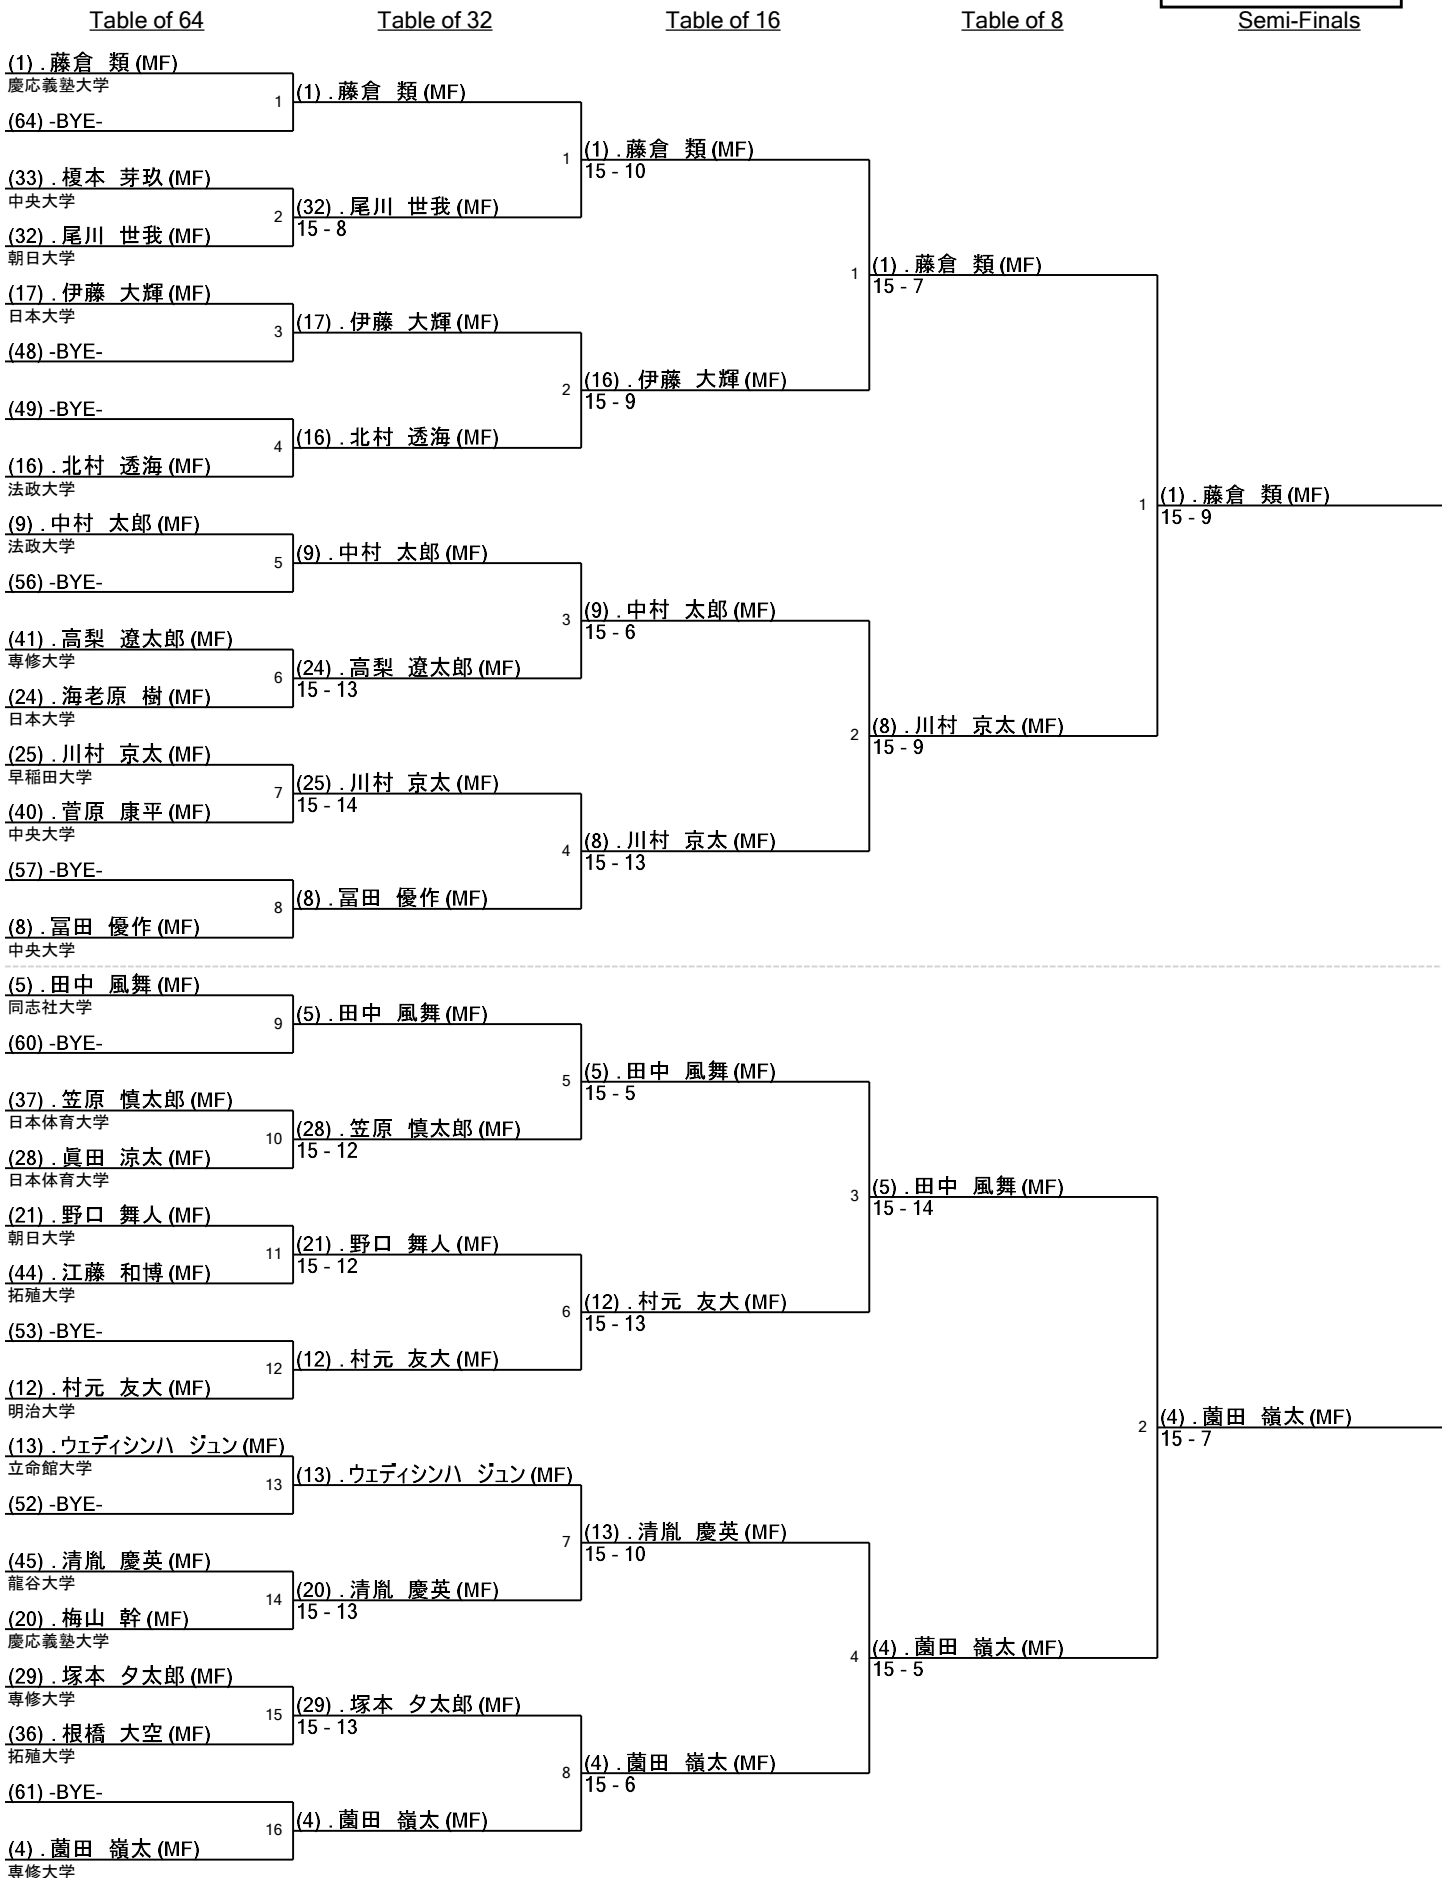 Table of 64
Table of 32
Table of 16
Table of 8
Semi-Finals
(1) .藤倉 類 (MF)
慶応義塾大学
1
(64) -BYE-
(33) . 榎本 芽玖 (MF)
中央大学
2
(32) . 尾川 世我 (MF)
朝日大学
(17) . 伊藤 大輝 (MF)
日本大学
3
(48) -BYE-
(49) -BYE-
4
(16) . 北村 透海 (MF)
法政大学
(9) . 中村 太郎 (MF)
法政大学
5
(56) -BYE-
(41) . 高梨 遼太郎 (MF)
専修大学
6
(24) . 海老原 樹 (MF)
日本大学
(25) . 川村 京太 (MF)
早稲田大学
7
(40) . 菅原 康平 (MF)
中央大学
(57) -BYE-
8
(8) . 冨田 優作 (MF)
中央大学
(5) . 田中 風舞 (MF)
同志社大学
9
(60) -BYE-
(37) . 笠原 慎太郎 (MF)
日本体育大学
10
(28) . 眞田 涼太 (MF)
日本体育大学
(21) . 野口 舞人 (MF)
朝日大学
11
(44) . 江藤 和博 (MF)
拓殖大学
(53) -BYE-
12
(12) . 村元 友大 (MF)
明治大学
(13) . ウェディシンハ ジュン (MF)
立命館大学
13
(52) -BYE-
(45) . 清胤 慶英 (MF)
龍谷大学
14
(20) . 梅山 幹 (MF)
慶応義塾大学
(29) . 塚本 夕太郎 (MF)
専修大学
15
(36) . 根橋 大空 (MF)
拓殖大学
(61) -BYE-
16
(4) . 薗田 嶺太 (MF)
専修大学
(1) . 藤倉 類 (MF)
1
(32) . 尾川 世我 (MF)
15 - 8
(17) . 伊藤 大輝 (MF)
2
(16) . 北村 透海 (MF)
(9) . 中村 太郎 (MF)
3
(24) . 高梨 遼太郎 (MF)
15 - 13
(25) . 川村 京太 (MF)
15 - 14
4
(8) . 冨田 優作 (MF)
(5) . 田中 風舞 (MF)
5
(28) . 笠原 慎太郎 (MF)
15 - 12
(21) . 野口 舞人 (MF)
15 - 12
6
(12) . 村元 友大 (MF)
(13) . ウェディシンハ ジュン (MF)
7
(20) . 清胤 慶英 (MF)
15 - 13
(29) . 塚本 夕太郎 (MF)
15 - 13
8
(4) . 薗田 嶺太 (MF)
(1) . 藤倉 類 (MF)
15 - 10
1
(16) . 伊藤 大輝 (MF)
15 - 9
(9) . 中村 太郎 (MF)
15 - 6
2
(8) . 川村 京太 (MF)
15 - 13
(5) . 田中 風舞 (MF)
15 - 5
3
(12) . 村元 友大 (MF)
15 - 13
(13) . 清胤 慶英 (MF)
15 - 10
4
(4) . 薗田 嶺太 (MF)
15 - 6
(1) . 藤倉 類 (MF)
15 - 7
1
(8) . 川村 京太 (MF)
15 - 9
(5) . 田中 風舞 (MF)
15 - 14
2
(4) . 薗田 嶺太 (MF)
15 - 5
(1) . 藤倉 類 (MF)
15 - 9
(4) . 薗田 嶺太 (MF)
15 - 7